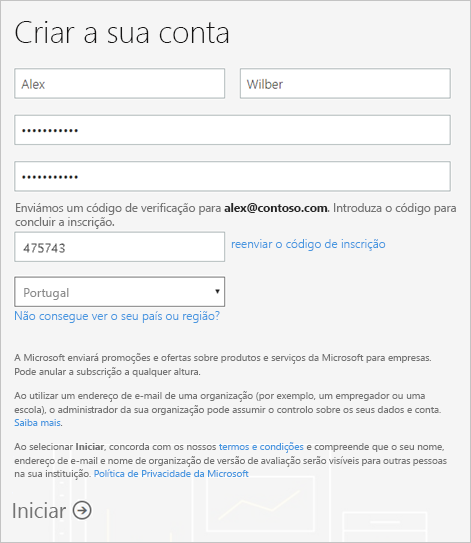 Criar a sua conta
Alex
Wilber
•••••••••••
•••••••••••
Enviámos um código de verificação para alex@contoso.com. Introduza o código para
concluir a inscrição.
475743
reenviar o código de inscrição
Portugal
Não consegue ver o seu país ou região?
A Microsoft enviará promoções e ofertas sobre produtos e serviços da Microsoft para empresas.
Pode anular a subscrição a qualquer altura.
Ao utilizar um endereço de e-mail de uma organização (por exemplo, um empregador ou uma
escola), o administrador da sua organização pode assumir o controlo sobre os seus dados e conta.
Saiba mais.
Ao selecionar Iniciar, concorda com os nossos termos e condições e compreende que o seu nome,
endereço de e-mail e nome de organização de versão de avaliação serão visíveis para outras pessoas
na sua instituição. Política de Privacidade da Microsoft
Iniciar